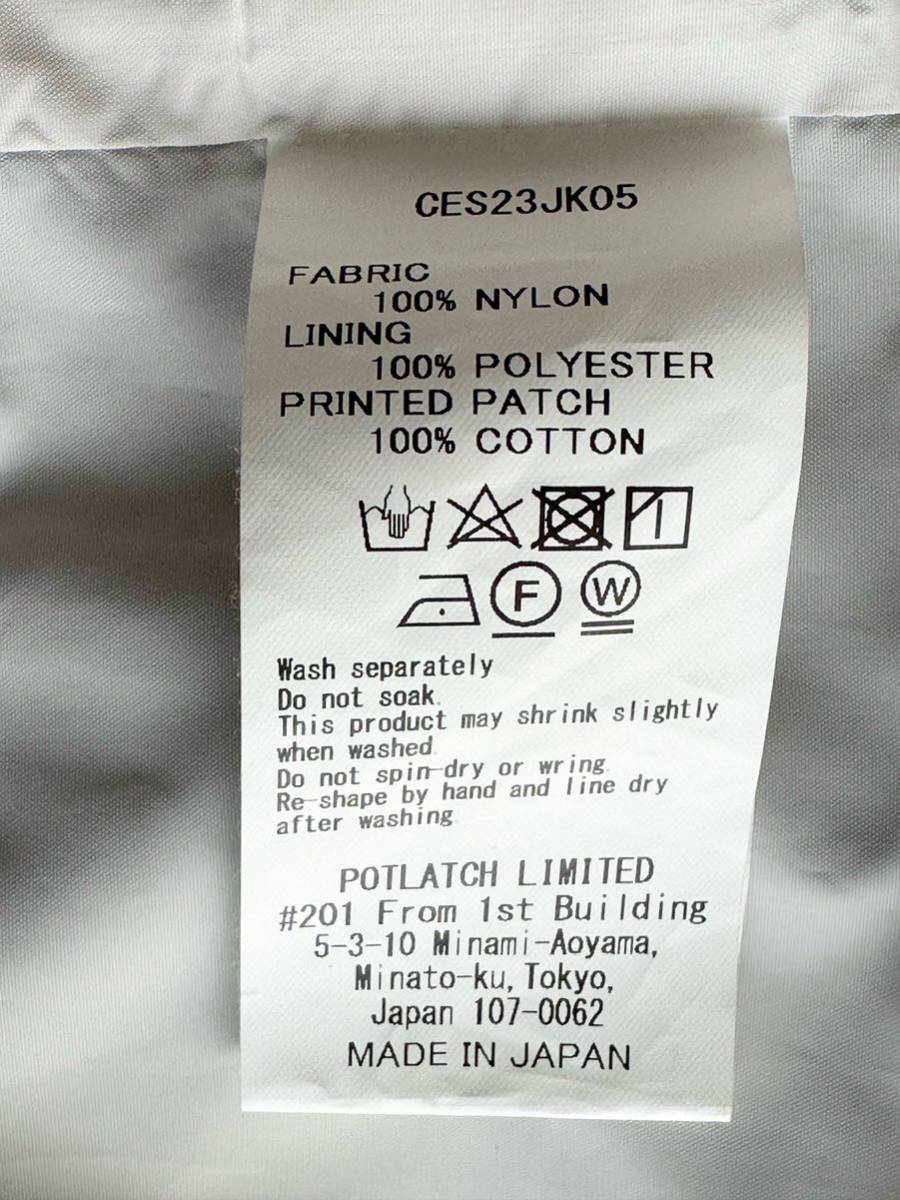 CES23JK05
FABRIC
100% NYLON
LINING
100% POLYESTER
PRINTED PATCH
100% COTTON
F W
Wash separately
Do not soak.
This product may shrink slightly
when washed.
Do not spin-dry or wring.
Re-shape by hand and line dry
after washing.
POTLATCH LIMITED
#201 From 1st Building
5-3-10 Minami-Aoyama,
Minato-ku, Tokyo,
Japan 107-0062
MADE IN JAPAN